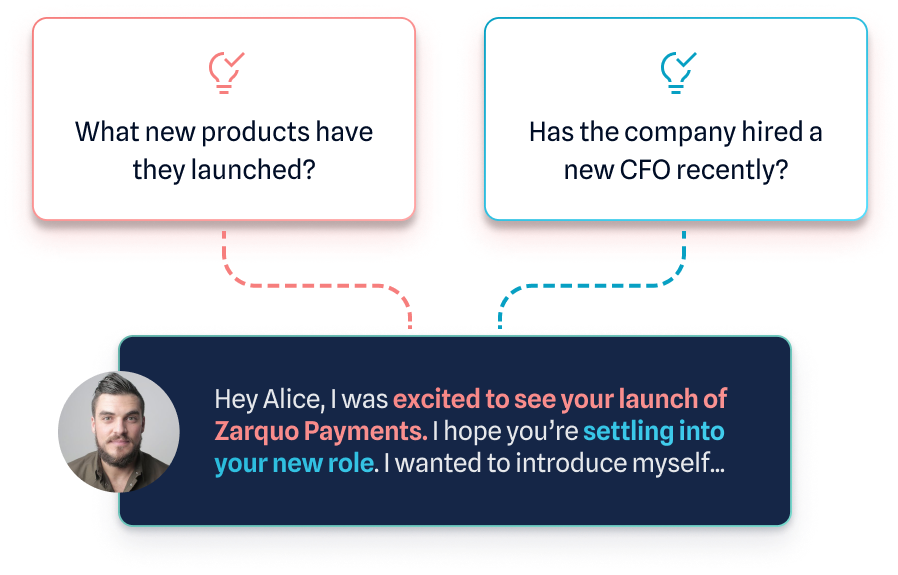 What new products have
they launched?
Has the company hired a
new CFO recently?
Hey Alice, I was excited to see your launch of
Zarquo Payments. I hope you’re settling into
your new role. I wanted to introduce myself...